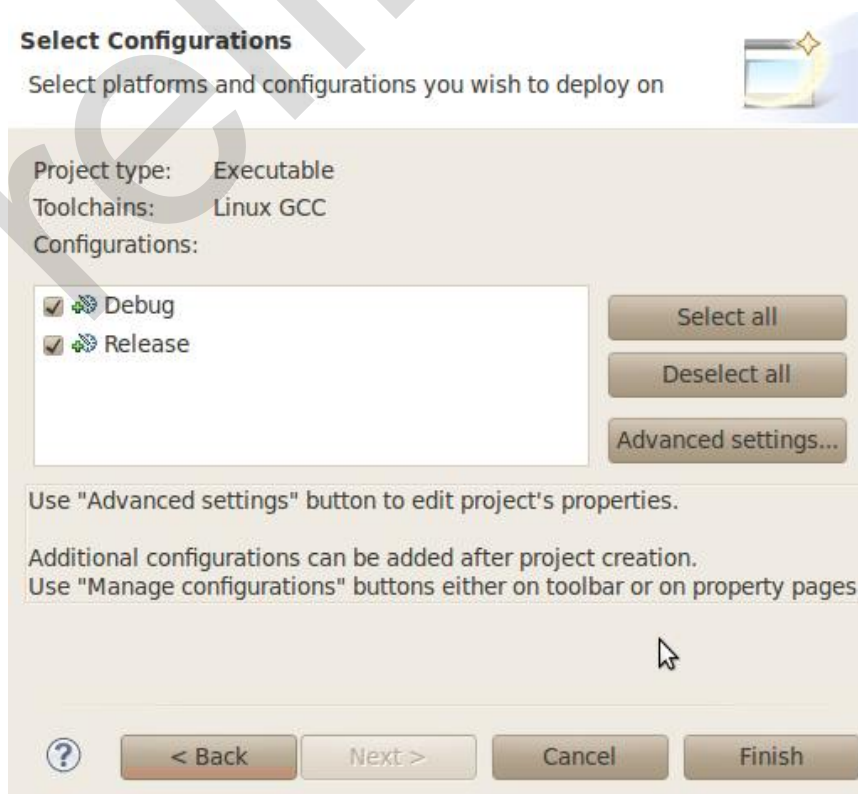 Select Configurations
Select platforms and configurations you wish to deploy on
Project type: Executable
Toolchains: Linux GCC
Configurations:
Debug
Release
Select all
Deselect all
Advanced settings...
Use "Advanced settings" button to edit project's properties.
Additional configurations can be added after project creation.
Use "Manage configurations" buttons either on toolbar or on property pages
? < Back Next > Cancel Finish